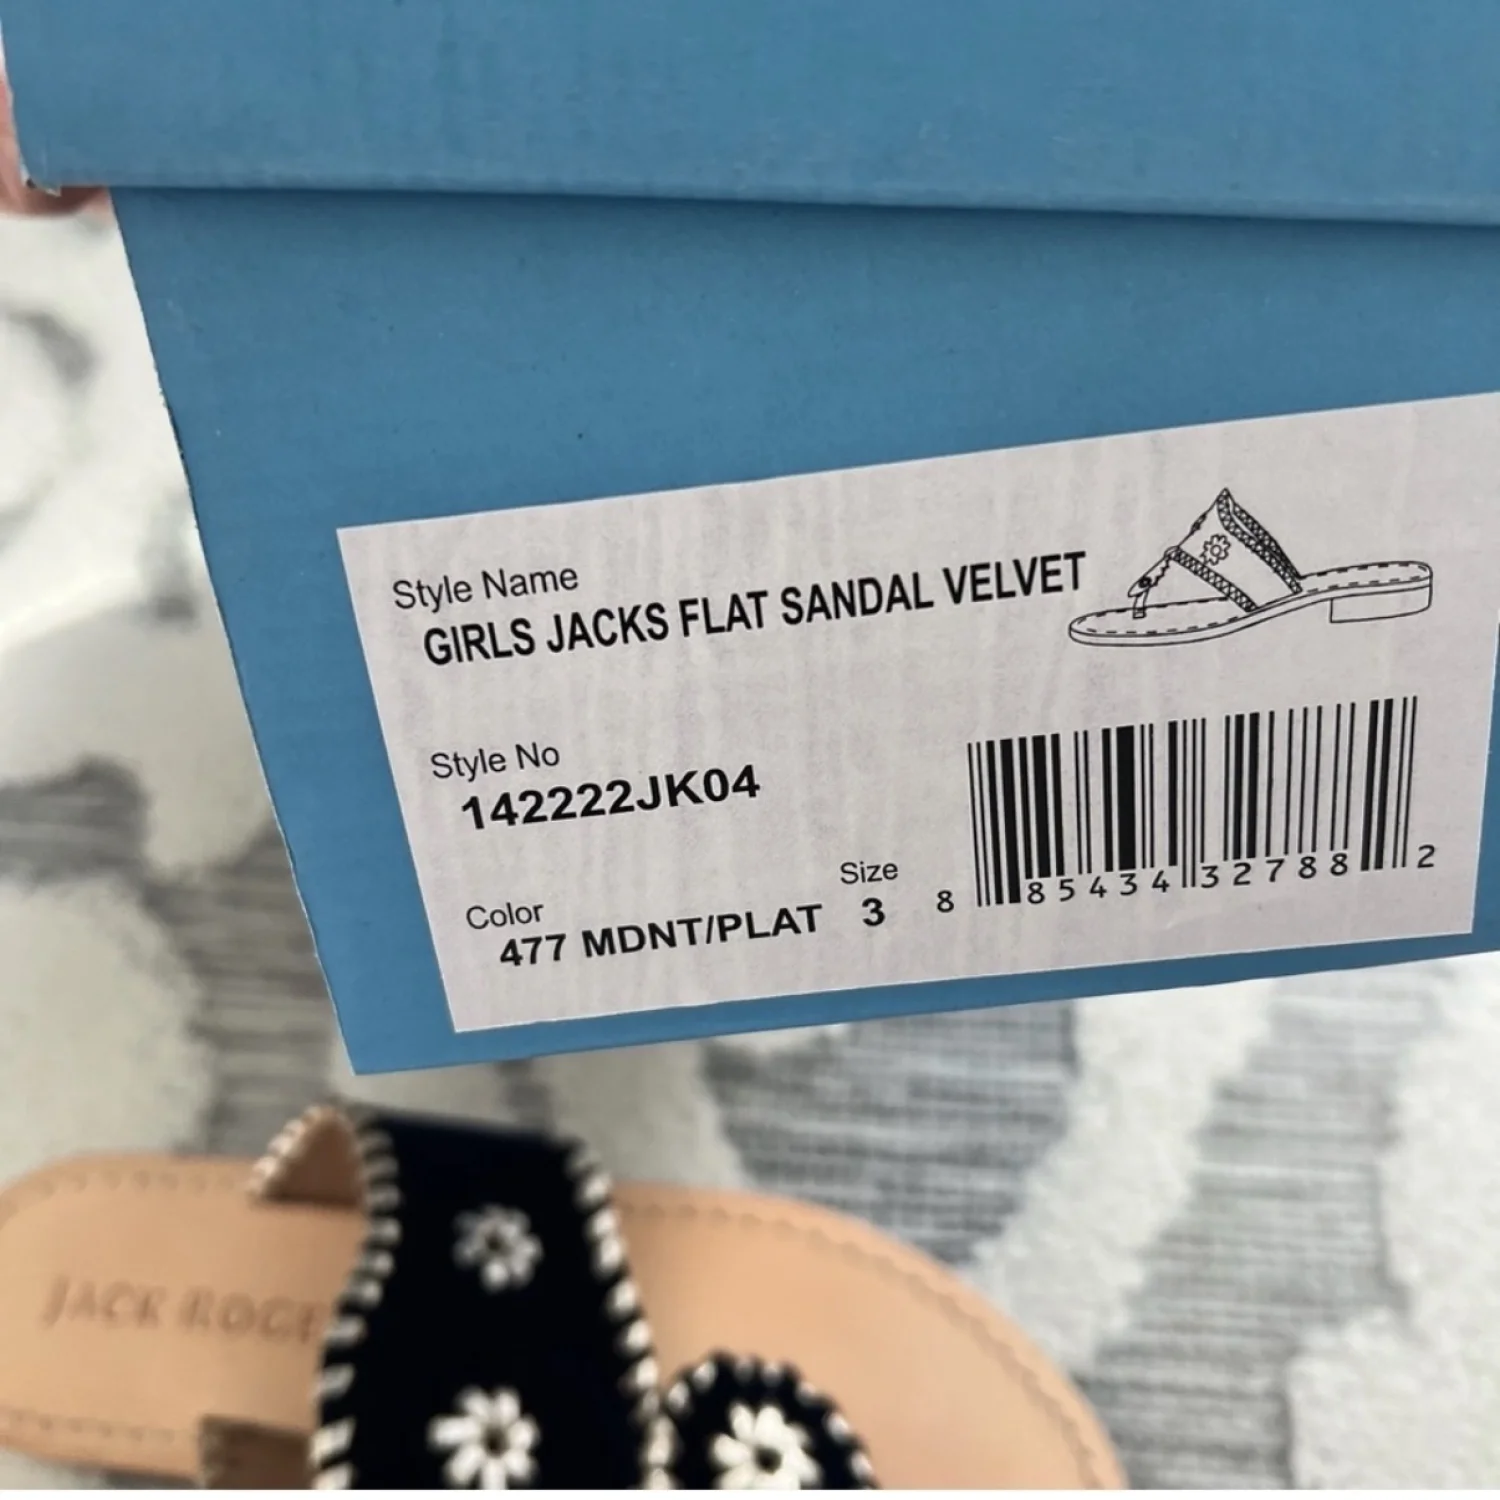 Style Name
GIRLS JACKS FLAT SANDAL VELVET
Style No
142222JK04
Color
477 MDNT/PLAT
Size
3
8 85434 32788 2
JACK ROGE